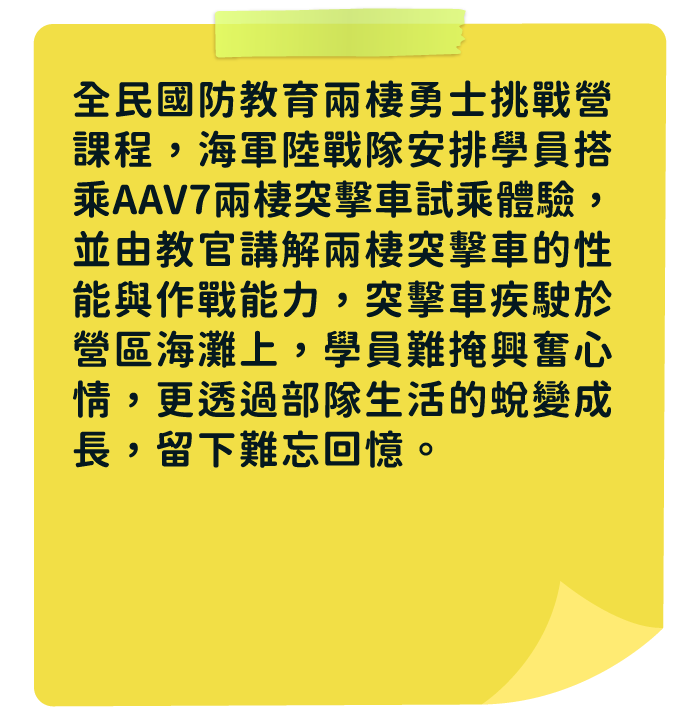 全民國防教育兩棲勇士挑戰營
課程，海軍陸戰隊安排學員搭
乘AAV7兩棲突擊車試乘體驗，
並由教官講解兩棲突擊車的性
能與作戰能力，突擊車疾駛於
營區海灘上，學員難掩興奮心
情，更透過部隊生活的蛻變成
長，留下難忘回憶。